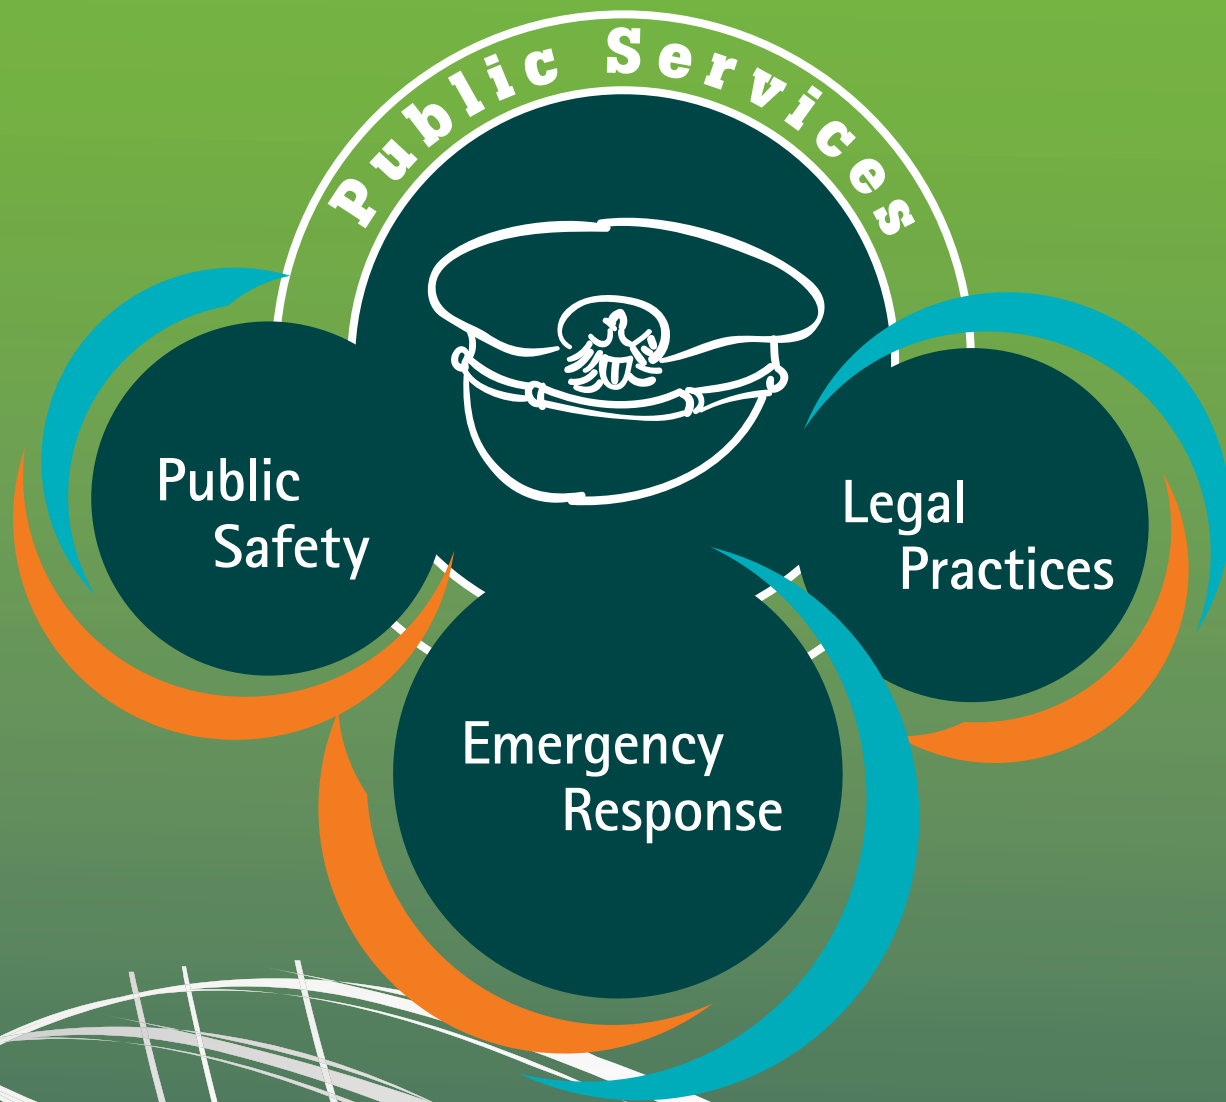 Public Services
Public
Safety
Legal
Practices
Emergency
Response